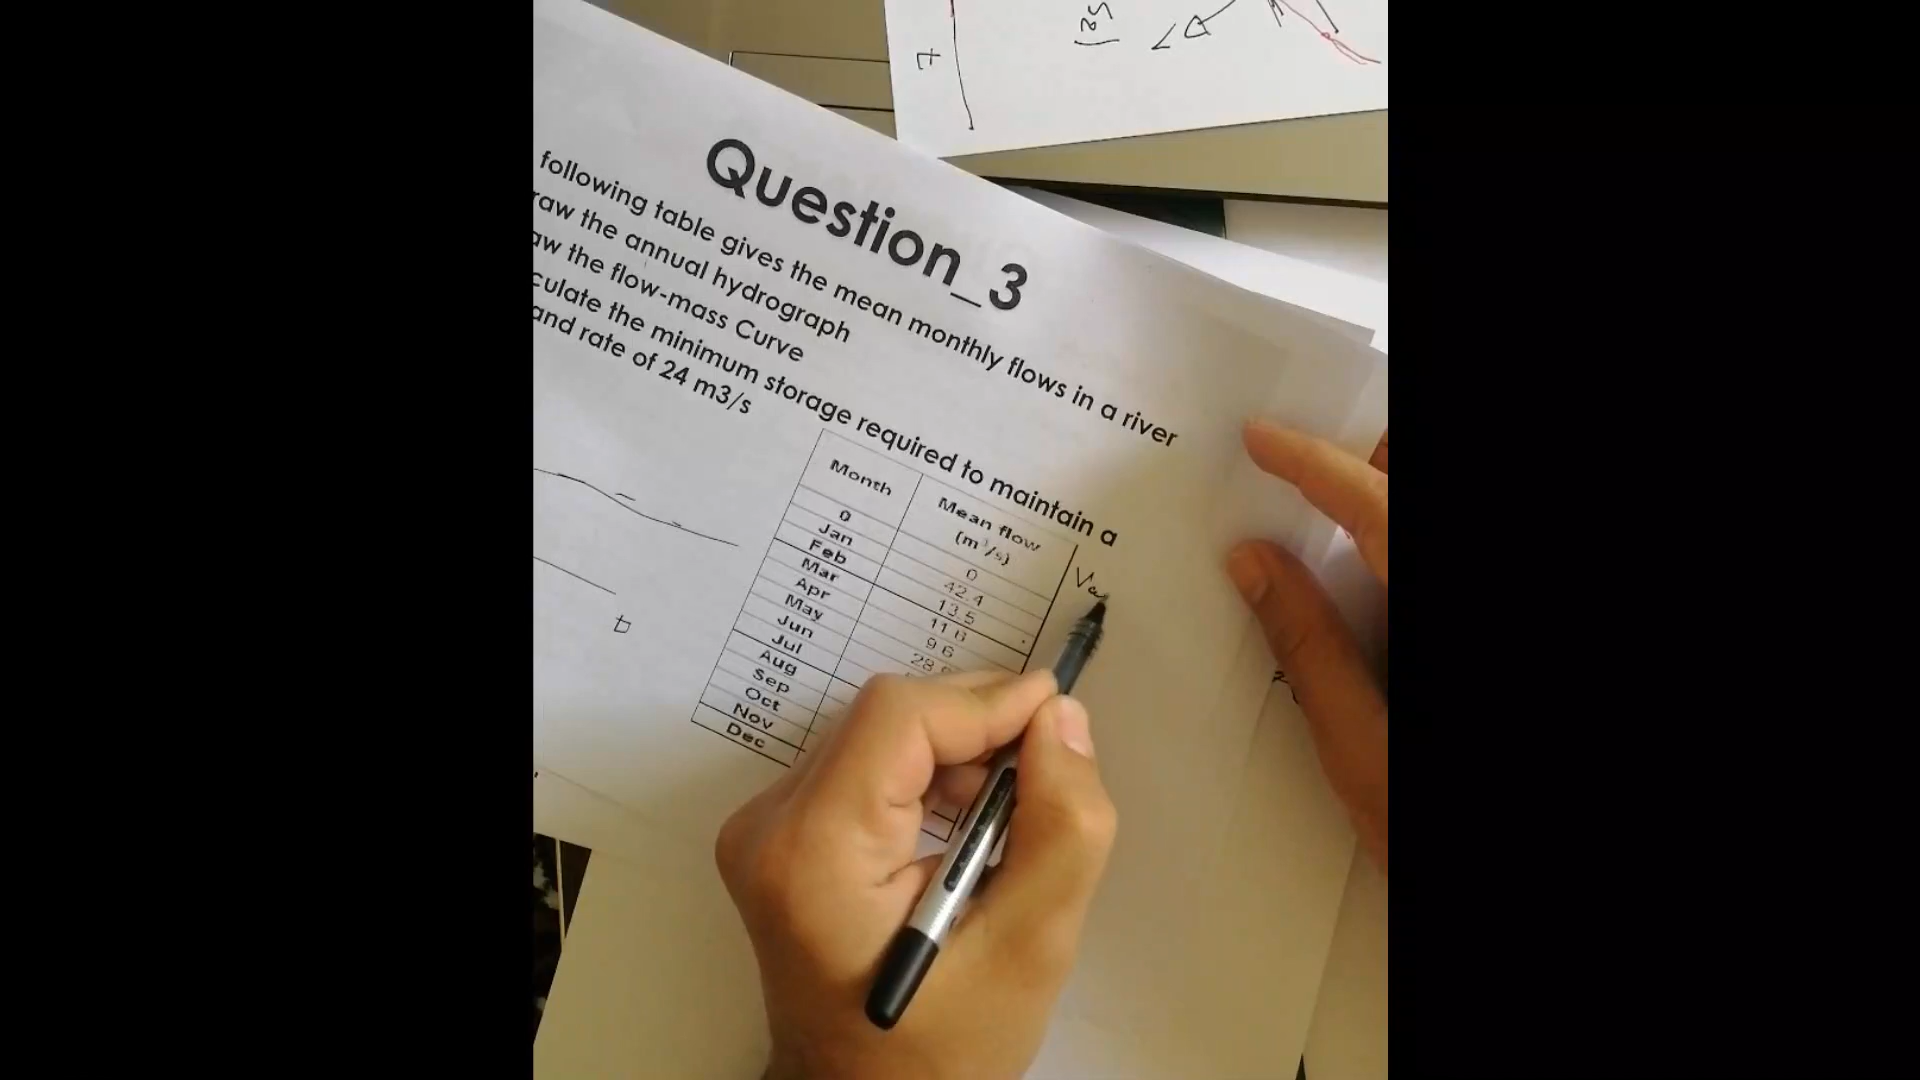 Question_3
following table gives the mean monthly flows in a river
raw the annual hydrograph
aw the flow-mass Curve
culate the minimum storage required to maintain a
and rate of 24 m3/s
Month Mean flow (m³/s)
0 0
Jan 42.4
Feb 13.5
Mar 11.6
Apr 9.6
May 28.
Jun
Jul
Aug
Sep
Oct
Nov
Dec
t
t